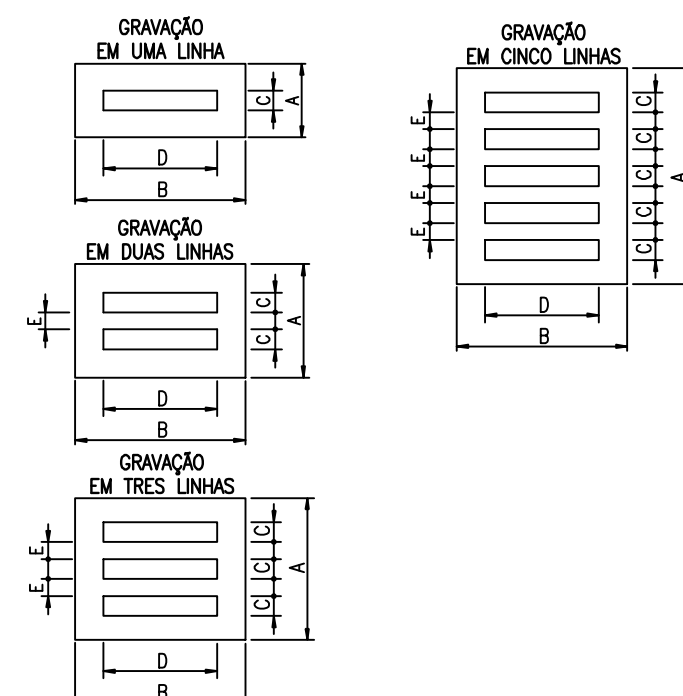 GRAVAÇÃO
EM UMA LINHA
C
A
D
B
GRAVAÇÃO
EM DUAS LINHAS
E
C
C
A
D
B
GRAVAÇÃO
EM TRES LINHAS
E
E
C
C
C
A
D
B
GRAVAÇÃO
EM CINCO LINHAS
E
E
E
E
C
C
C
C
C
A
D
B